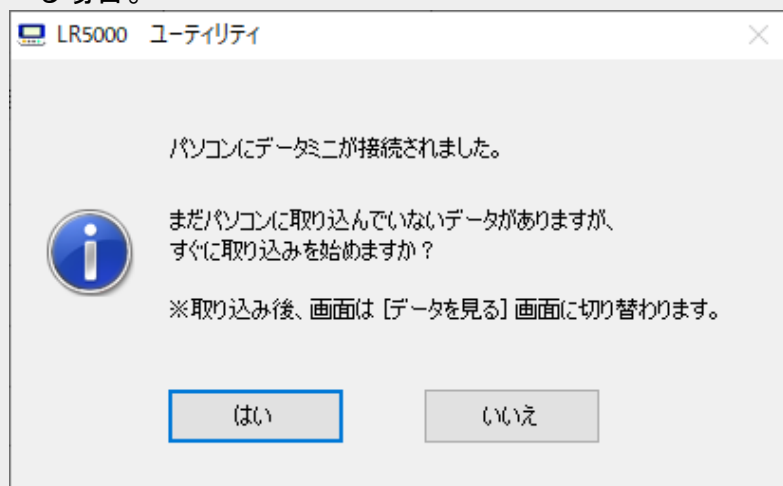 る場合。
LR5000 ユーティリティ
パソコンにデータミニが接続されました。
まだパソコンに取り込んでいないデータがありますが、
すぐに取り込みを始めますか?
※取り込み後、画面は [データを見る] 画面に切り替わります。
はい
いいえ